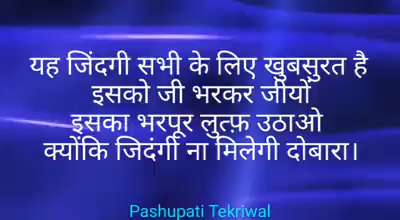 यह जिंदगी सभी के लिए खुबसुरत है
इसको जी भरकर जीयों
इसका भरपूर लुत्फ़ उठाओ
क्योंकि जिदंगी ना मिलेगी दोबारा।
Pashupati Tekriwal